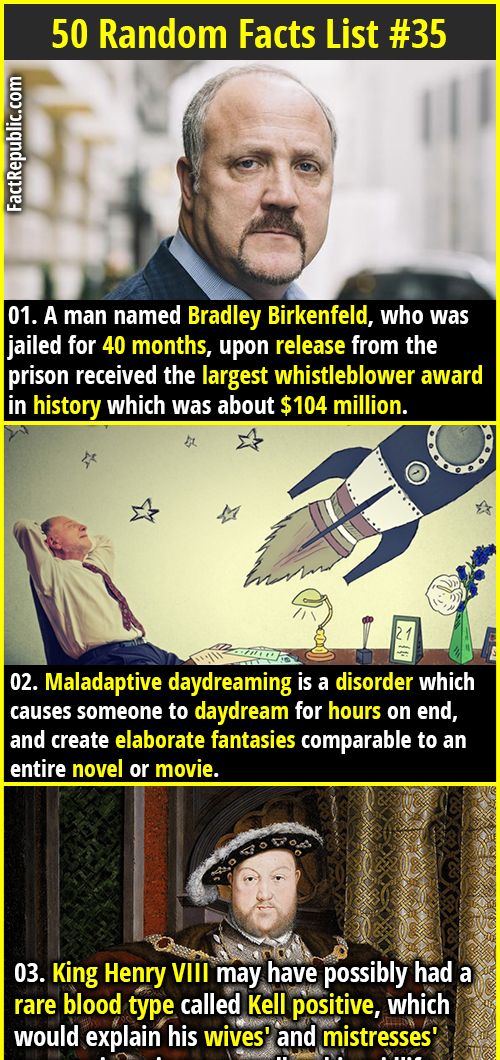 50 Random Facts List #35
FactRepublic.com
01. A man named Bradley Birkenfeld, who was
jailed for 40 months, upon release from the
prison received the largest whistleblower award
in history which was about $104 million.
21
02. Maladaptive daydreaming is a disorder which
causes someone to daydream for hours on end,
and create elaborate fantasies comparable to an
entire novel or movie.
03. King Henry VIII may have possibly had a
rare blood type called Kell positive, which
would explain his wives' and mistresses'